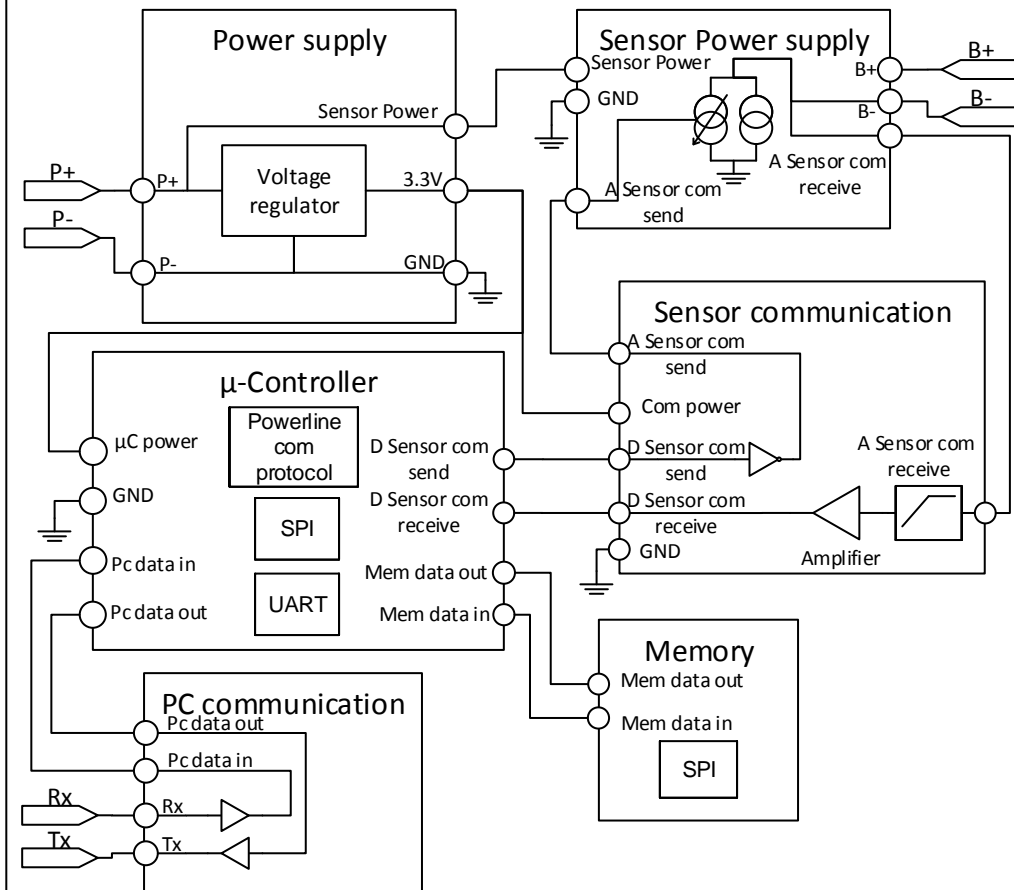 Power supply
Sensor Power
P+
P+
Voltage
regulator
3.3V
P-
P-
GND
Sensor Power supply
Sensor Power
GND
B+
B+
B-
B-
A Sensor com
receive
A Sensor com
send
Sensor communication
A Sensor com
send
Com power
D Sensor com
send
A Sensor com
receive
D Sensor com
receive
GND
Amplifier
µ-Controller
Powerline
com
protocol
µC power
D Sensor com
send
GND
D Sensor com
receive
SPI
Pc data in
Mem data out
UART
Pc data out
Mem data in
Memory
Mem data out
Mem data in
SPI
PC communication
Pc data out
Pc data in
Rx
Rx
Tx
Tx